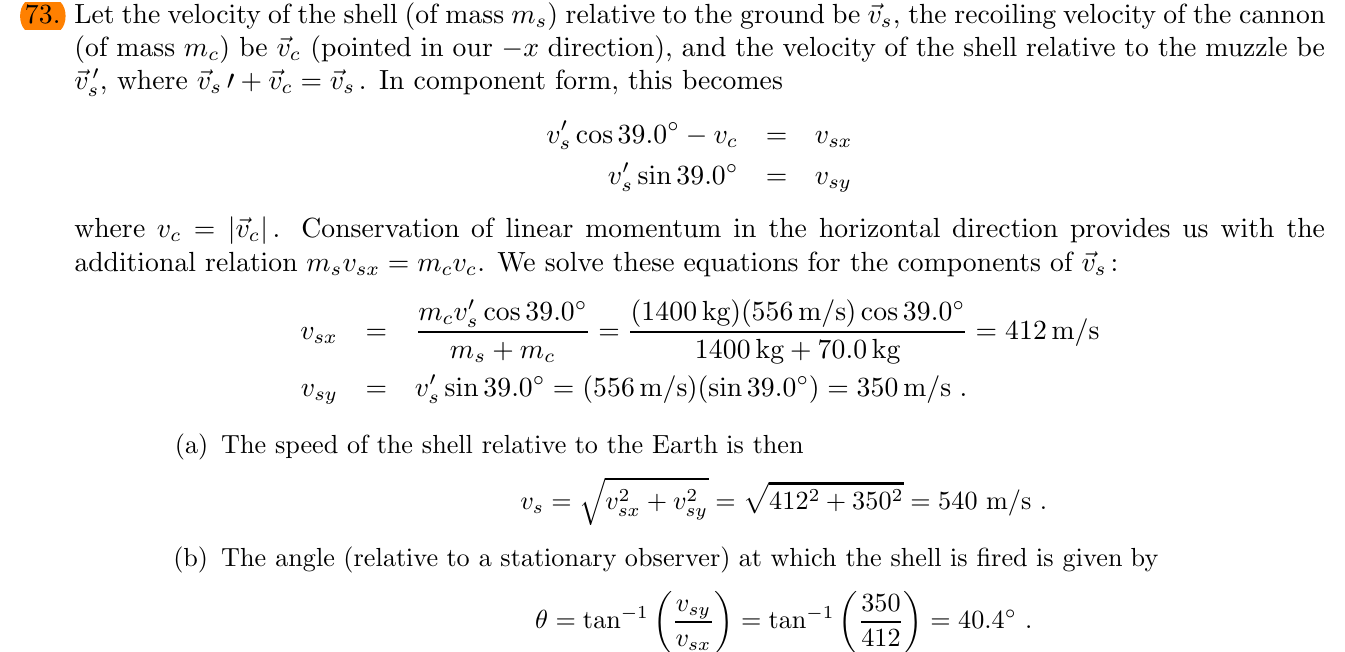 73. Let the velocity of the shell (of mass $m_s$) relative to the ground be $\vec{v}_s$, the recoiling velocity of the cannon
(of mass $m_c$) be $\vec{v}_c$ (pointed in our $-x$ direction), and the velocity of the shell relative to the muzzle be
$\vec{v}_s'$, where $\vec{v}_s\prime + \vec{v}_c = \vec{v}_s$. In component form, this becomes
$v_s' \cos 39.0^\circ - v_c = v_{sx}$
$v_s' \sin 39.0^\circ = v_{sy}$
where $v_c = |\vec{v}_c|$. Conservation of linear momentum in the horizontal direction provides us with the
additional relation $m_s v_{sx} = m_c v_c$. We solve these equations for the components of $\vec{v}_s$:
$v_{sx} = \frac{m_c v_s' \cos 39.0^\circ}{m_s + m_c} = \frac{(1400\,\text{kg})(556\,\text{m/s}) \cos 39.0^\circ}{1400\,\text{kg} + 70.0\,\text{kg}} = 412\,\text{m/s}$
$v_{sy} = v_s' \sin 39.0^\circ = (556\,\text{m/s})(\sin 39.0^\circ) = 350\,\text{m/s}$ .
(a) The speed of the shell relative to the Earth is then
$v_s = \sqrt{v_{sx}^2 + v_{sy}^2} = \sqrt{412^2 + 350^2} = 540\ \text{m/s}$ .
(b) The angle (relative to a stationary observer) at which the shell is fired is given by
$\theta = \tan^{-1}\left(\frac{v_{sy}}{v_{sx}}\right) = \tan^{-1}\left(\frac{350}{412}\right) = 40.4^\circ$ .